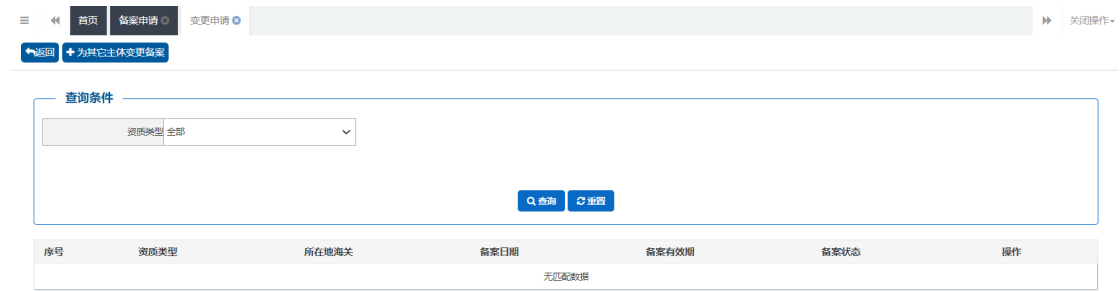 首页 备案申请 变更申请 关闭操作
返回 为其它主体变更备案
查询条件
资质类型 全部
查询 重置
序号 资质类型 所在地海关 备案日期 备案有效期 备案状态 操作
无匹配数据